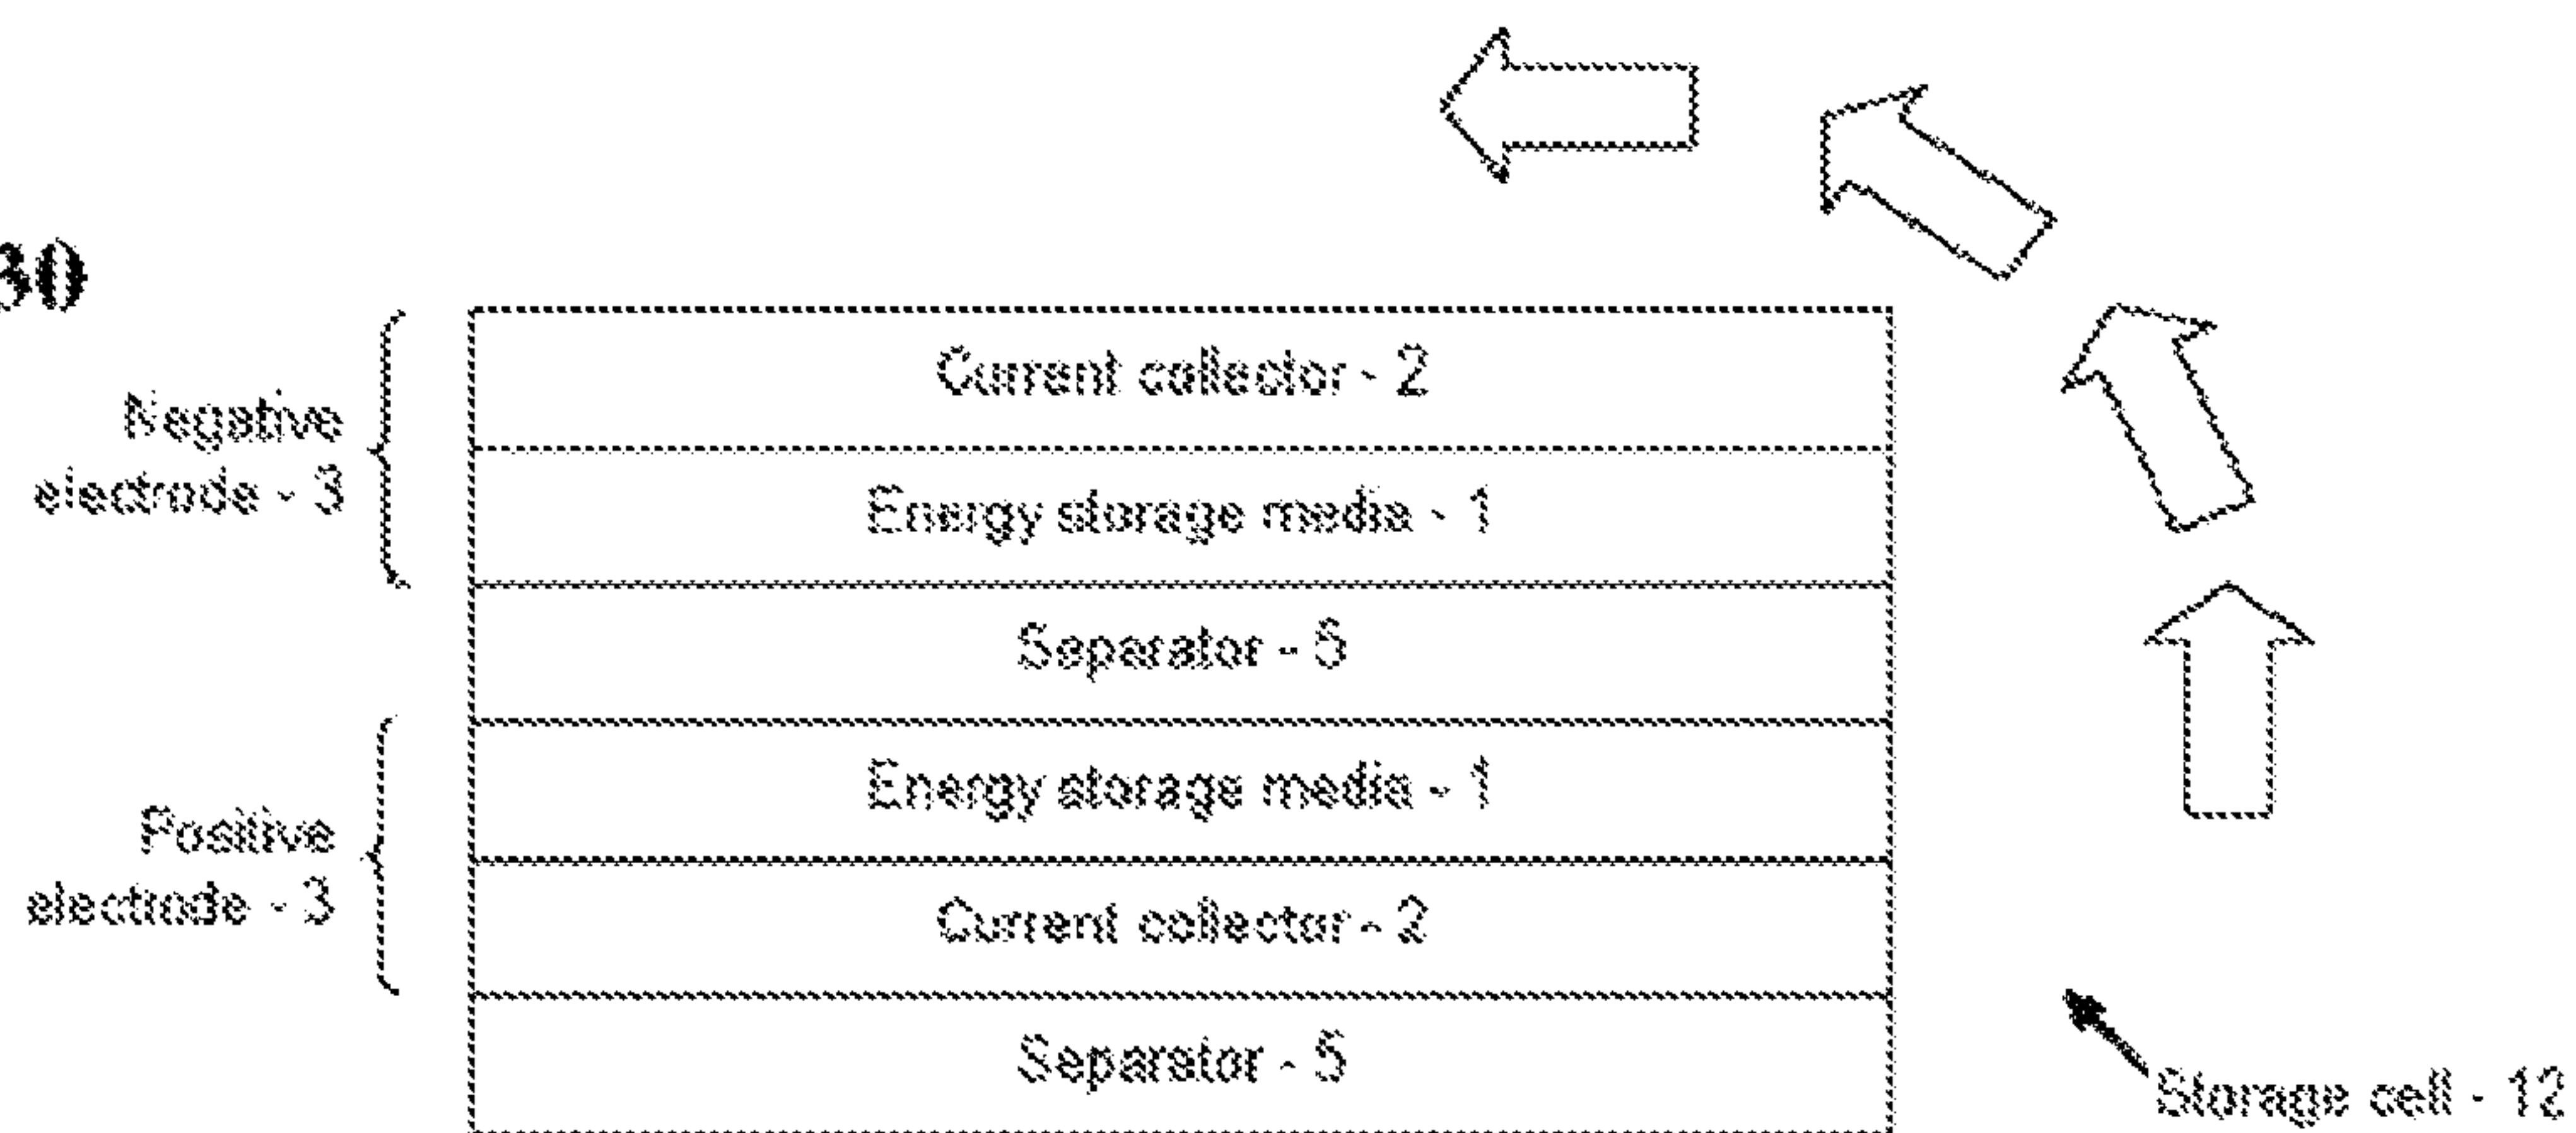 30
Current collector - 2
Negative
electrode - 3
Energy storage media - 1
Separator - 5
Energy storage media - 1
Positive
electrode - 3
Current collector - 2
Separator - 5
Storage cell - 12